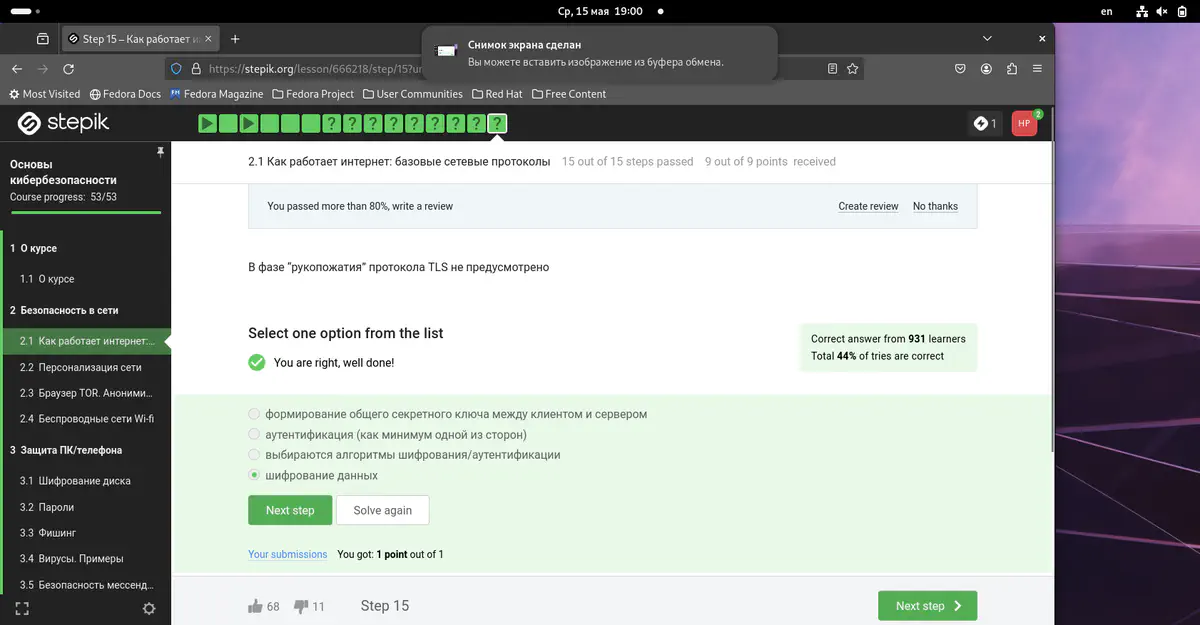 Ср, 15 мая 19:00
en
Step 15 – Как работает и
Снимок экрана сделан
Вы можете вставить изображение из буфера обмена.
https://stepik.org/lesson/666218/step/15?un
Most Visited Fedora Docs Fedora Magazine Fedora Project User Communities Red Hat Free Content
stepik
? ? ? ? ? ? ? ? ?
1
НР
2
2.1 Как работает интернет: базовые сетевые протоколы 15 out of 15 steps passed 9 out of 9 points received
Основы
кибербезопасности
Course progress: 53/53
1 О курсе
1.1 О курсе
2 Безопасность в сети
2.1 Как работает интернет:...
2.2 Персонализация сети
2.3 Браузер TOR. Аноними...
2.4 Беспроводные сети Wi-fi
3 Защита ПК/телефона
3.1 Шифрование диска
3.2 Пароли
3.3 Фишинг
3.4 Вирусы. Примеры
3.5 Безопасность мессенд...
You passed more than 80%, write a review
Create review No thanks
В фазе "рукопожатия" протокола TLS не предусмотрено
Select one option from the list
You are right, well done!
Correct answer from 931 learners
Total 44% of tries are correct
формирование общего секретного ключа между клиентом и сервером
аутентификация (как минимум одной из сторон)
выбираются алгоритмы шифрования/аутентификации
шифрование данных
Next step Solve again
Your submissions You got: 1 point out of 1
68 11 Step 15
Next step